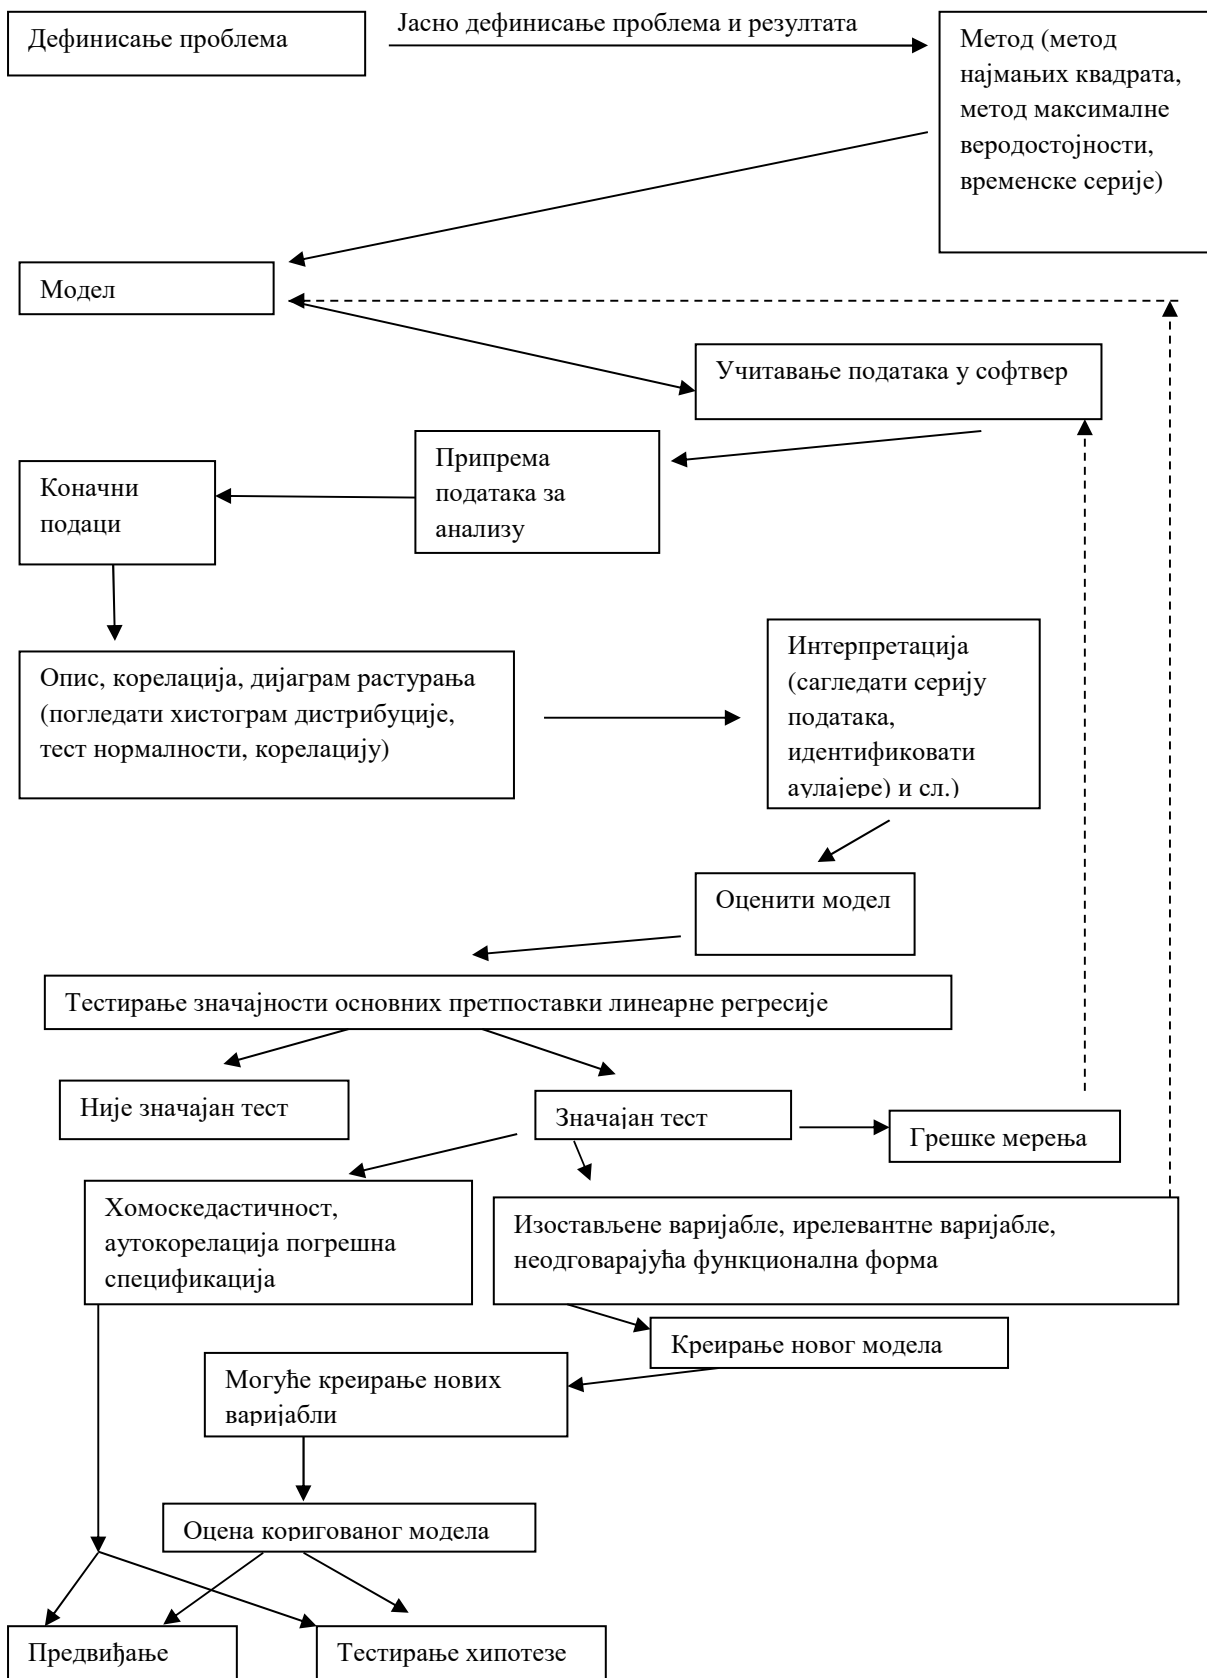 Дефинисање проблема
Јасно дефинисање проблема и резултата
Метод (метод
најмањих квадрата,
метод максималне
веродостојности,
временске серије)
Модел
Учитавање података у софтвер
Припрема
података за
анализу
Коначни
подаци
Опис, корелација, дијаграм растурања
(погледати хистограм дистрибуције,
тест нормалности, корелацију)
Интерпретација
(сагледати серију
података,
идентификовати
аулајере) и сл.)
Оценити модел
Тестирање значајности основних претпоставки линеарне регресије
Није значајан тест
Значајан тест
Грешке мерења
Хомоскедастичност,
аутокорелација погрешна
спецификација
Изостављене варијабле, ирелевантне варијабле,
неодговарајућа функционална форма
Креирање новог модела
Могуће креирање нових
варијабли
Оцена коригованог модела
Предвиђање
Тестирање хипотезе